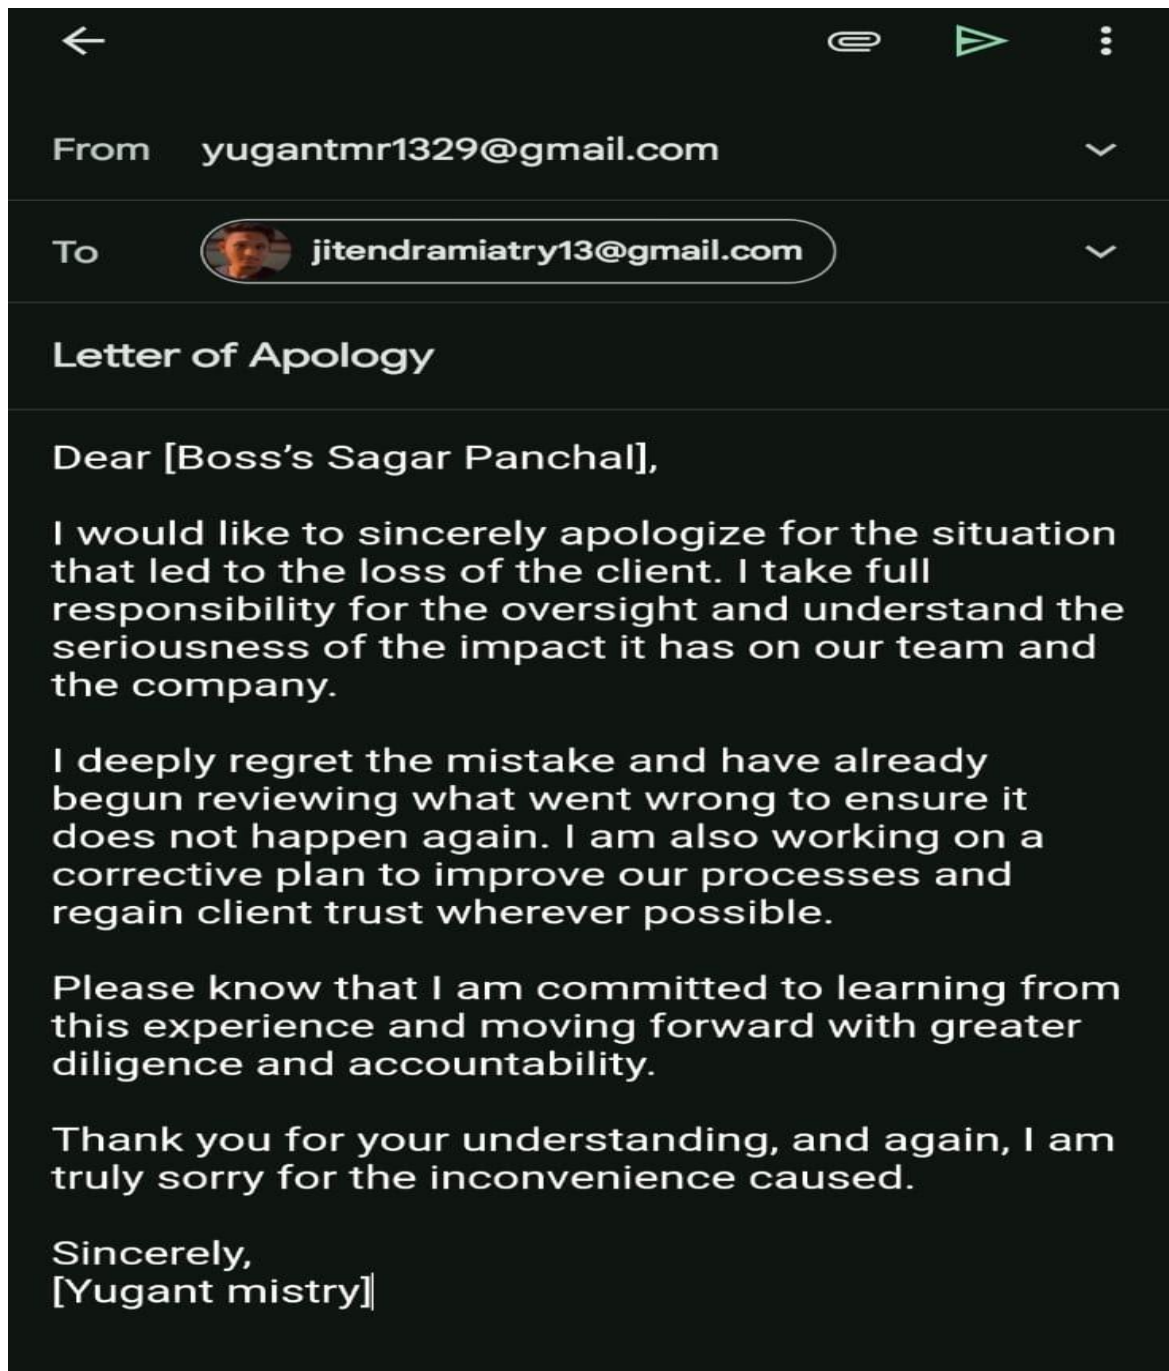 From yugantmr1329@gmail.com
To jitendramiatry13@gmail.com
Letter of Apology
Dear [Boss’s Sagar Panchal],
I would like to sincerely apologize for the situation
that led to the loss of the client. I take full
responsibility for the oversight and understand the
seriousness of the impact it has on our team and
the company.
I deeply regret the mistake and have already
begun reviewing what went wrong to ensure it
does not happen again. I am also working on a
corrective plan to improve our processes and
regain client trust wherever possible.
Please know that I am committed to learning from
this experience and moving forward with greater
diligence and accountability.
Thank you for your understanding, and again, I am
truly sorry for the inconvenience caused.
Sincerely,
[Yugant mistry]